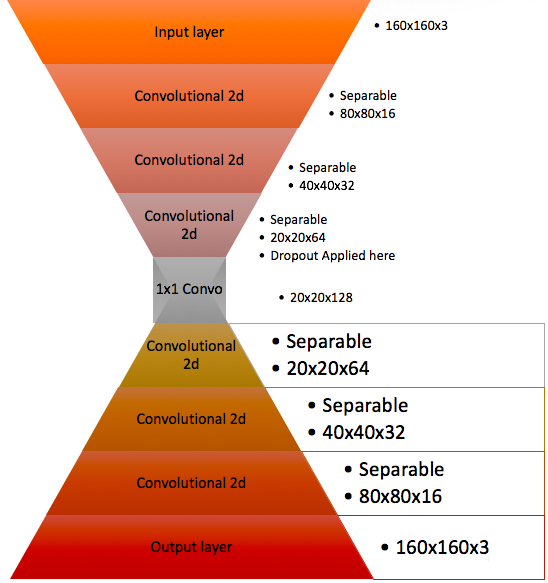 Input layer
• 160x160x3
Convolutional 2d
• Separable
• 80x80x16
Convolutional 2d
• Separable
• 40x40x32
Convolutional
2d
• Separable
• 20x20x64
• Dropout Applied here
1x1 Convo
• 20x20x128
Convolutional
2d
• Separable
• 20x20x64
Convolutional 2d
• Separable
• 40x40x32
Convolutional 2d
• Separable
• 80x80x16
Output layer
• 160x160x3